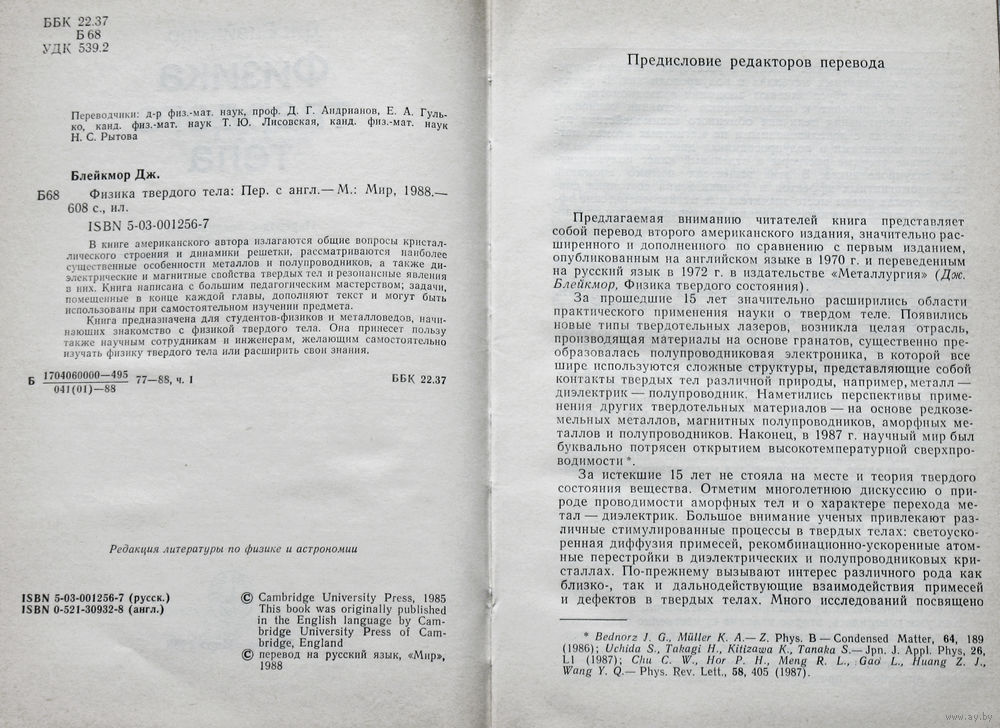 ББК 22.37
Б 68
УДК 539.2
Переводчики: д-р физ.-мат. наук, проф. Д. Г. Андрианов, Е. А. Гуль-
ко, канд. физ.-мат. наук Т. Ю. Лисовская, канд. физ.-мат. наук
Н. С. Рытова
Блейкмор Дж.
Б68 Физика твердого тела: Пер. с англ.— М.: Мир, 1988.—
608 с., ил.
ISBN 5-03-001256-7
В книге американского автора излагаются общие вопросы кристал-
лического строения и динамики решетки, рассматриваются наиболее
существенные особенности металлов и полупроводников, а также ди-
электрические и магнитные свойства твердых тел и резонансные явления
в них. Книга написана с большим педагогическим мастерством; задачи,
помещенные в конце каждой главы, дополняют текст и могут быть
использованы при самостоятельном изучении предмета.
Книга предназначена для студентов-физиков и металловедов, начи-
нающих знакомство с физикой твердого тела. Она принесет пользу
также научным сотрудникам и инженерам, желающим самостоятельно
изучать физику твердого тела или расширить свои знания.
Б 1704060000—495 77—88, ч. I ББК 22.37
041(01)—88
Редакция литературы по физике и астрономии
ISBN 5-03-001256-7 (русск.)
ISBN 0-521-30932-8 (англ.)
© Cambridge University Press, 1985
This book was originally published
in the English language by Cam-
bridge University Press of Cam-
bridge, England
© перевод на русский язык, «Мир»,
1988
Предисловие редакторов перевода
Предлагаемая вниманию читателей книга представляет
собой перевод второго американского издания, значительно рас-
ширенного и дополненного по сравнению с первым изданием,
опубликованным на английском языке в 1970 г. и переведенным
на русский язык в 1972 г. в издательстве «Металлургия» (Дж.
Блейкмор, Физика твердого состояния).
За прошедшие 15 лет значительно расширились области
практического применения науки о твердом теле. Появились
новые типы твердотельных лазеров, возникла целая отрасль,
производящая материалы на основе гранатов, существенно пре-
образовалась полупроводниковая электроника, в которой все
шире используются сложные структуры, представляющие собой
контакты твердых тел различной природы, например, металл —
диэлектрик — полупроводник. Наметились перспективы приме-
нения других твердотельных материалов — на основе редкозе-
мельных металлов, магнитных полупроводников, аморфных ме-
таллов и полупроводников. Наконец, в 1987 г. научный мир был
буквально потрясен открытием высокотемпературной сверхпро-
водимости *.
За истекшие 15 лет не стояла на месте и теория твердого
состояния вещества. Отметим многолетнюю дискуссию о при-
роде проводимости аморфных тел и о характере перехода ме-
талл — диэлектрик. Большое внимание ученых привлекают раз-
личные стимулированные процессы в твердых телах: светоуско-
ренная диффузия примесей, рекомбинационно-ускоренные атом-
ные перестройки в диэлектрических и полупроводниковых кри-
сталлах. По-прежнему вызывают интерес различного рода как
близко-, так и дальнодействующие взаимодействия примесей
и дефектов в твердых телах. Много исследований посвящено
* Bednorz J. G., Müller K. A.— Z. Phys. B — Condensed Matter, 64, 189
(1986); Uchida S., Takagi H., Kitizawa K., Tanaka S.— Jpn. J. Appl. Phys, 26,
L1 (1987); Chu C. W., Hor P. H., Meng R. L., Gao L., Huang Z. J.,
Wang Y. Q.— Phys. Rev. Lett., 58, 405 (1987).
www.ay.by